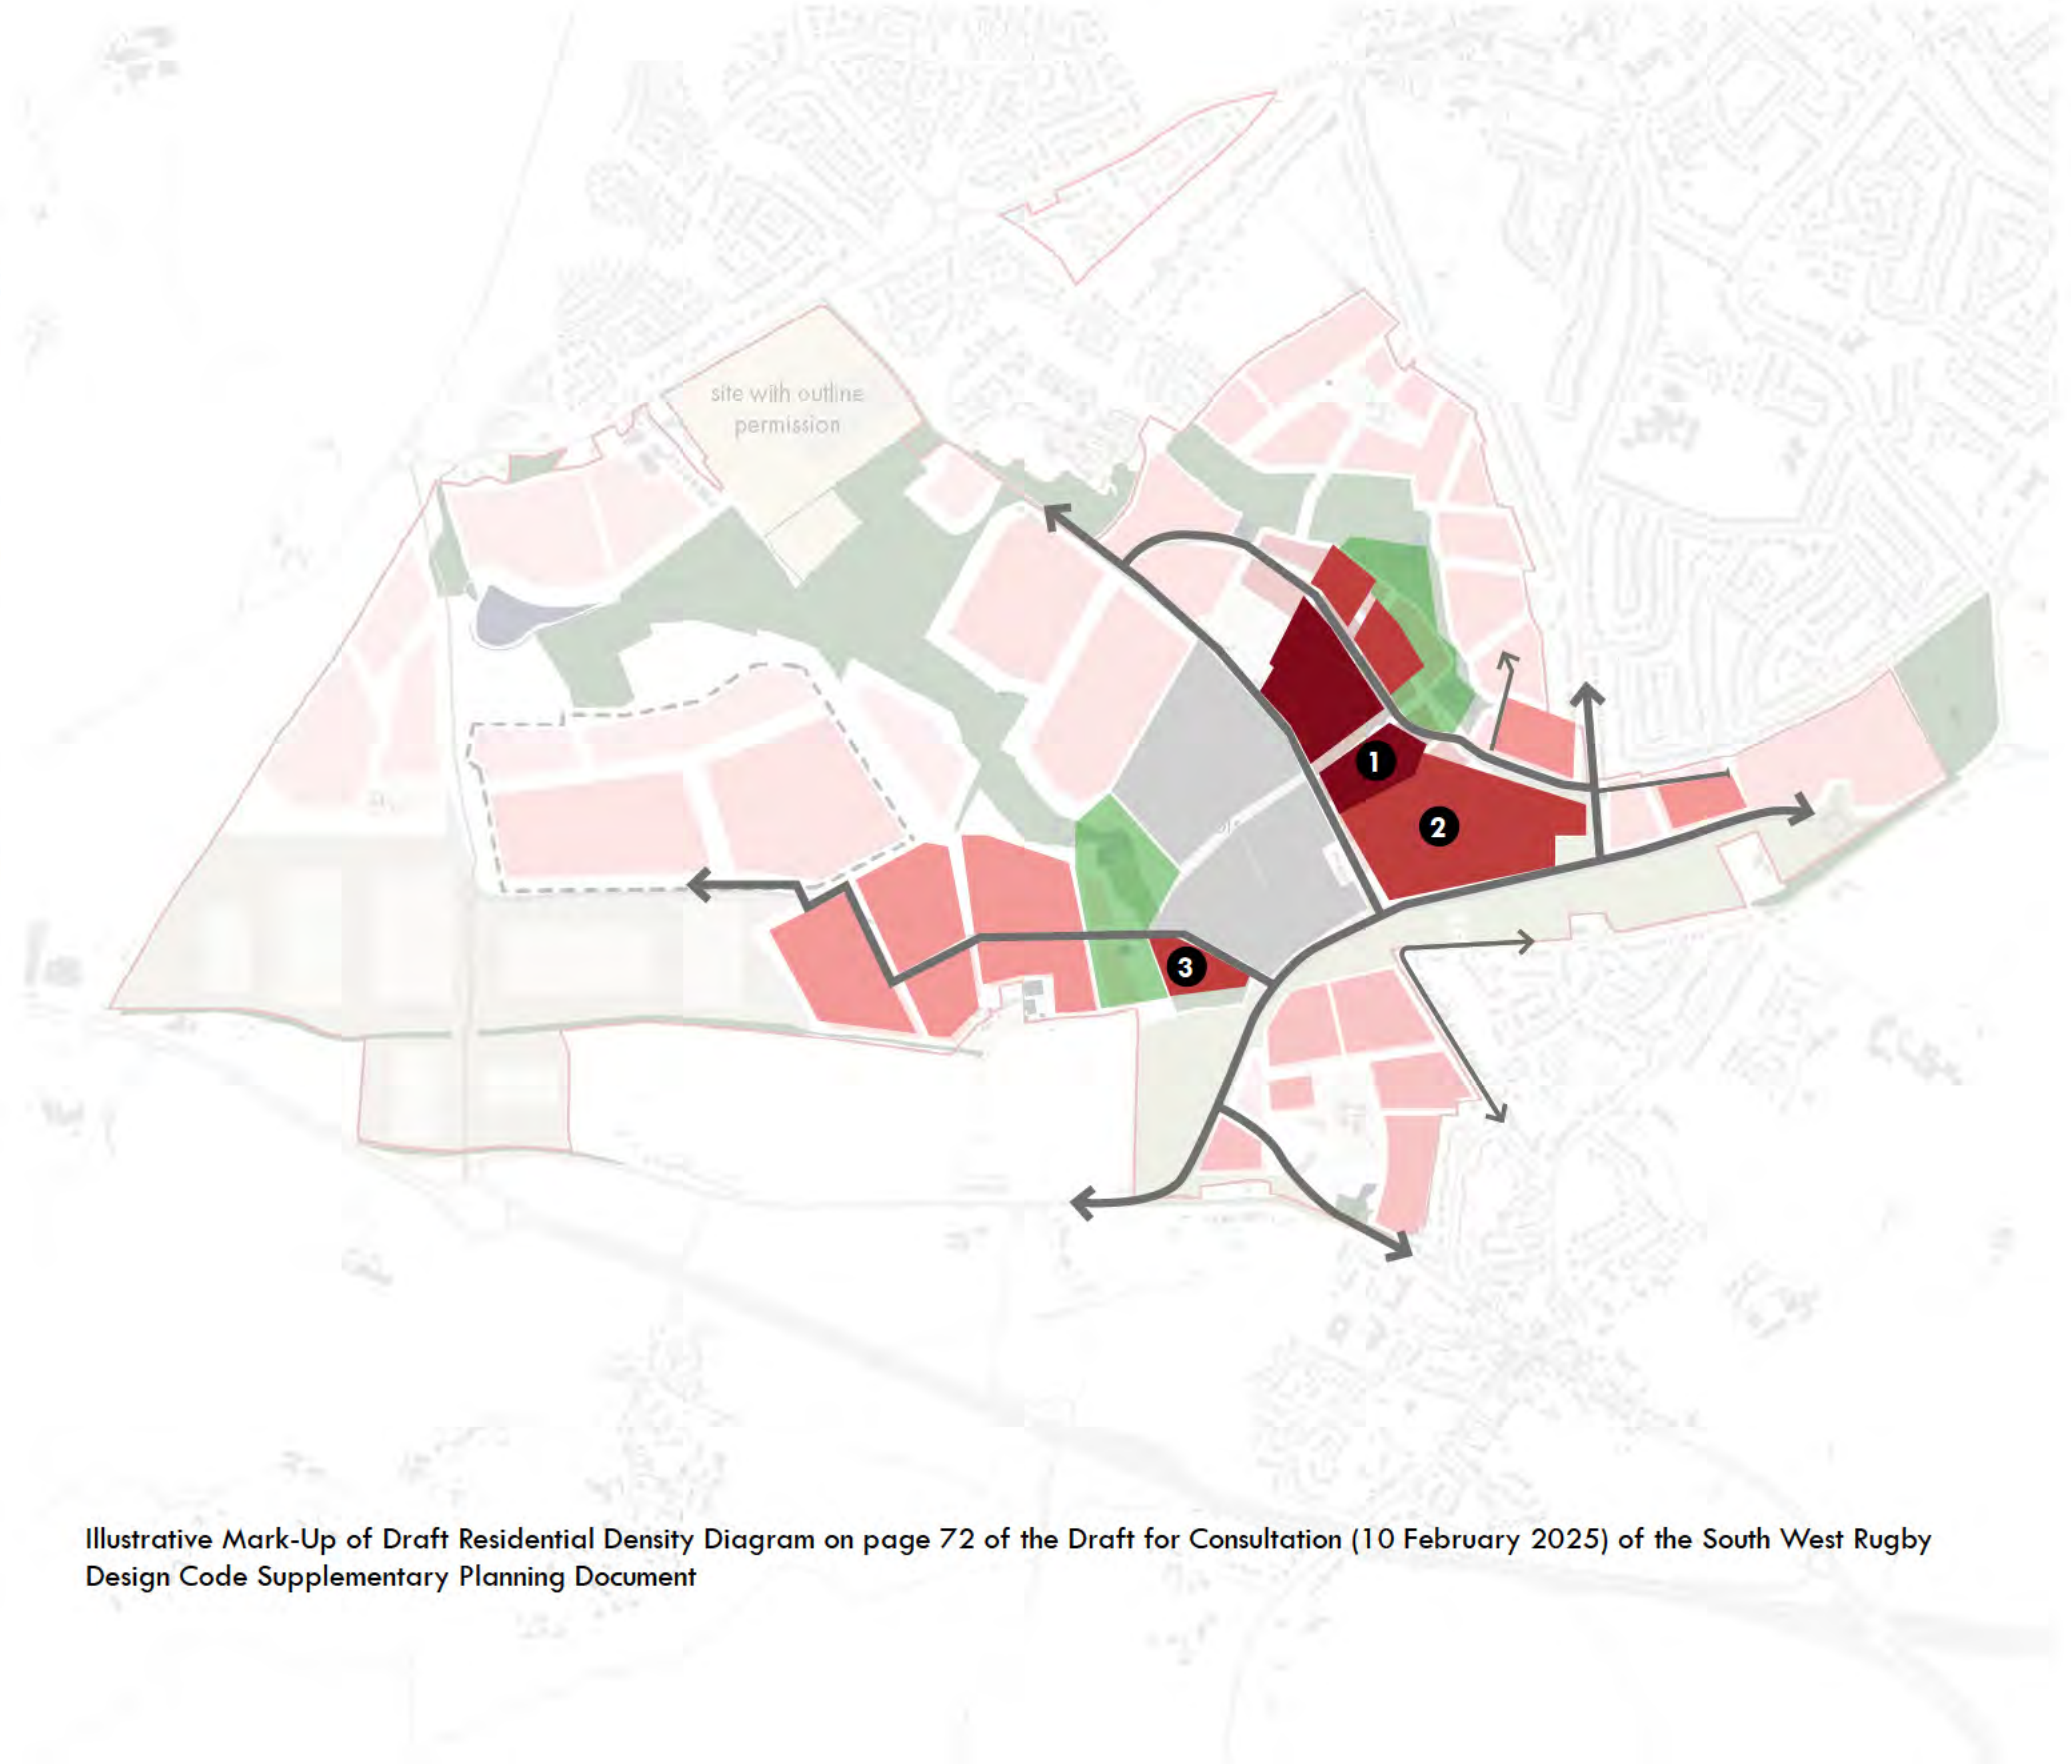 site with outline
permission
1
2
3
Illustrative Mark-Up of Draft Residential Density Diagram on page 72 of the Draft for Consultation (10 February 2025) of the South West Rugby
Design Code Supplementary Planning Document